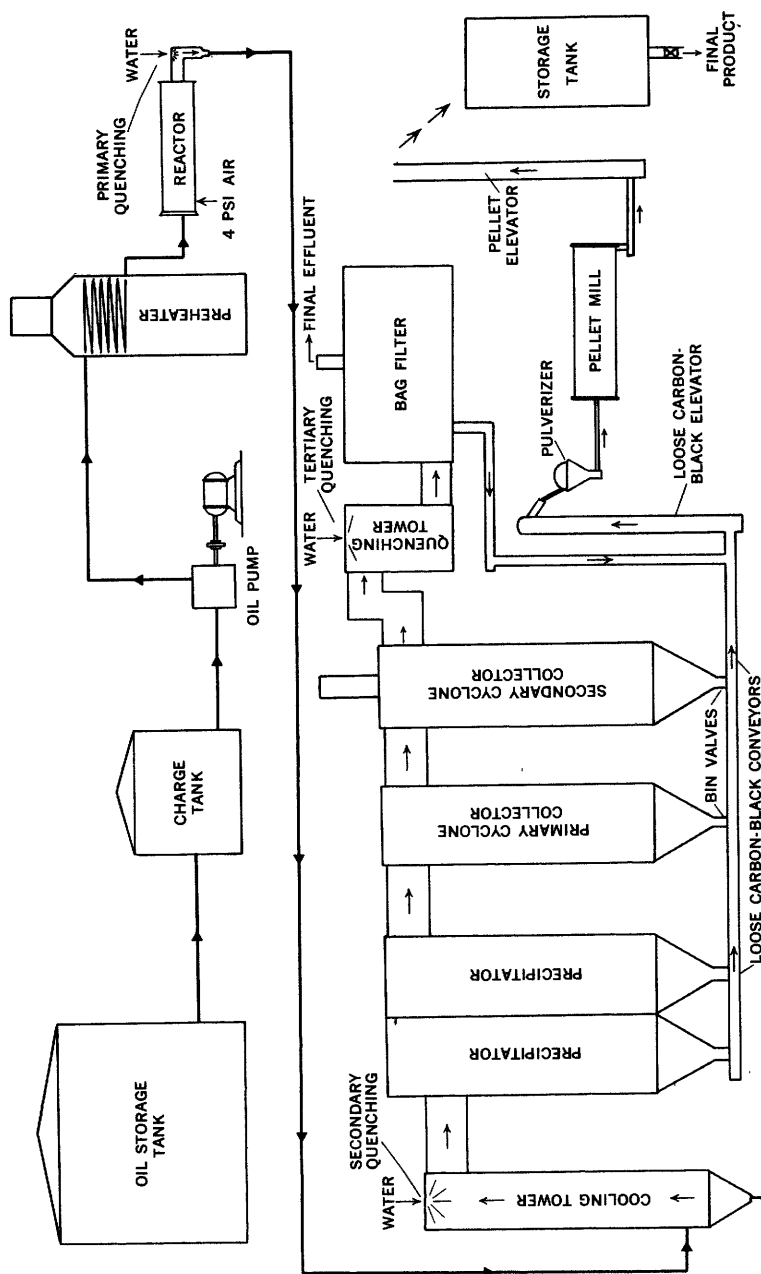 OIL STORAGE
TANK
CHARGE
TANK
OIL PUMP
PREHEATER
4 PSI AIR
REACTOR
PRIMARY
QUENCHING
WATER
SECONDARY
QUENCHING
WATER
COOLING TOWER
PRECIPITATOR
PRECIPITATOR
PRIMARY CYCLONE
COLLECTOR
SECONDARY CYCLONE
COLLECTOR
WATER
TERTIARY
QUENCHING
QUENCHING
TOWER
FINAL EFFLUENT
BAG FILTER
BIN VALVES
LOOSE CARBON-BLACK CONVEYORS
LOOSE CARBON-
BLACK ELEVATOR
PULVERIZER
PELLET MILL
PELLET
ELEVATOR
STORAGE
TANK
FINAL
PRODUCT